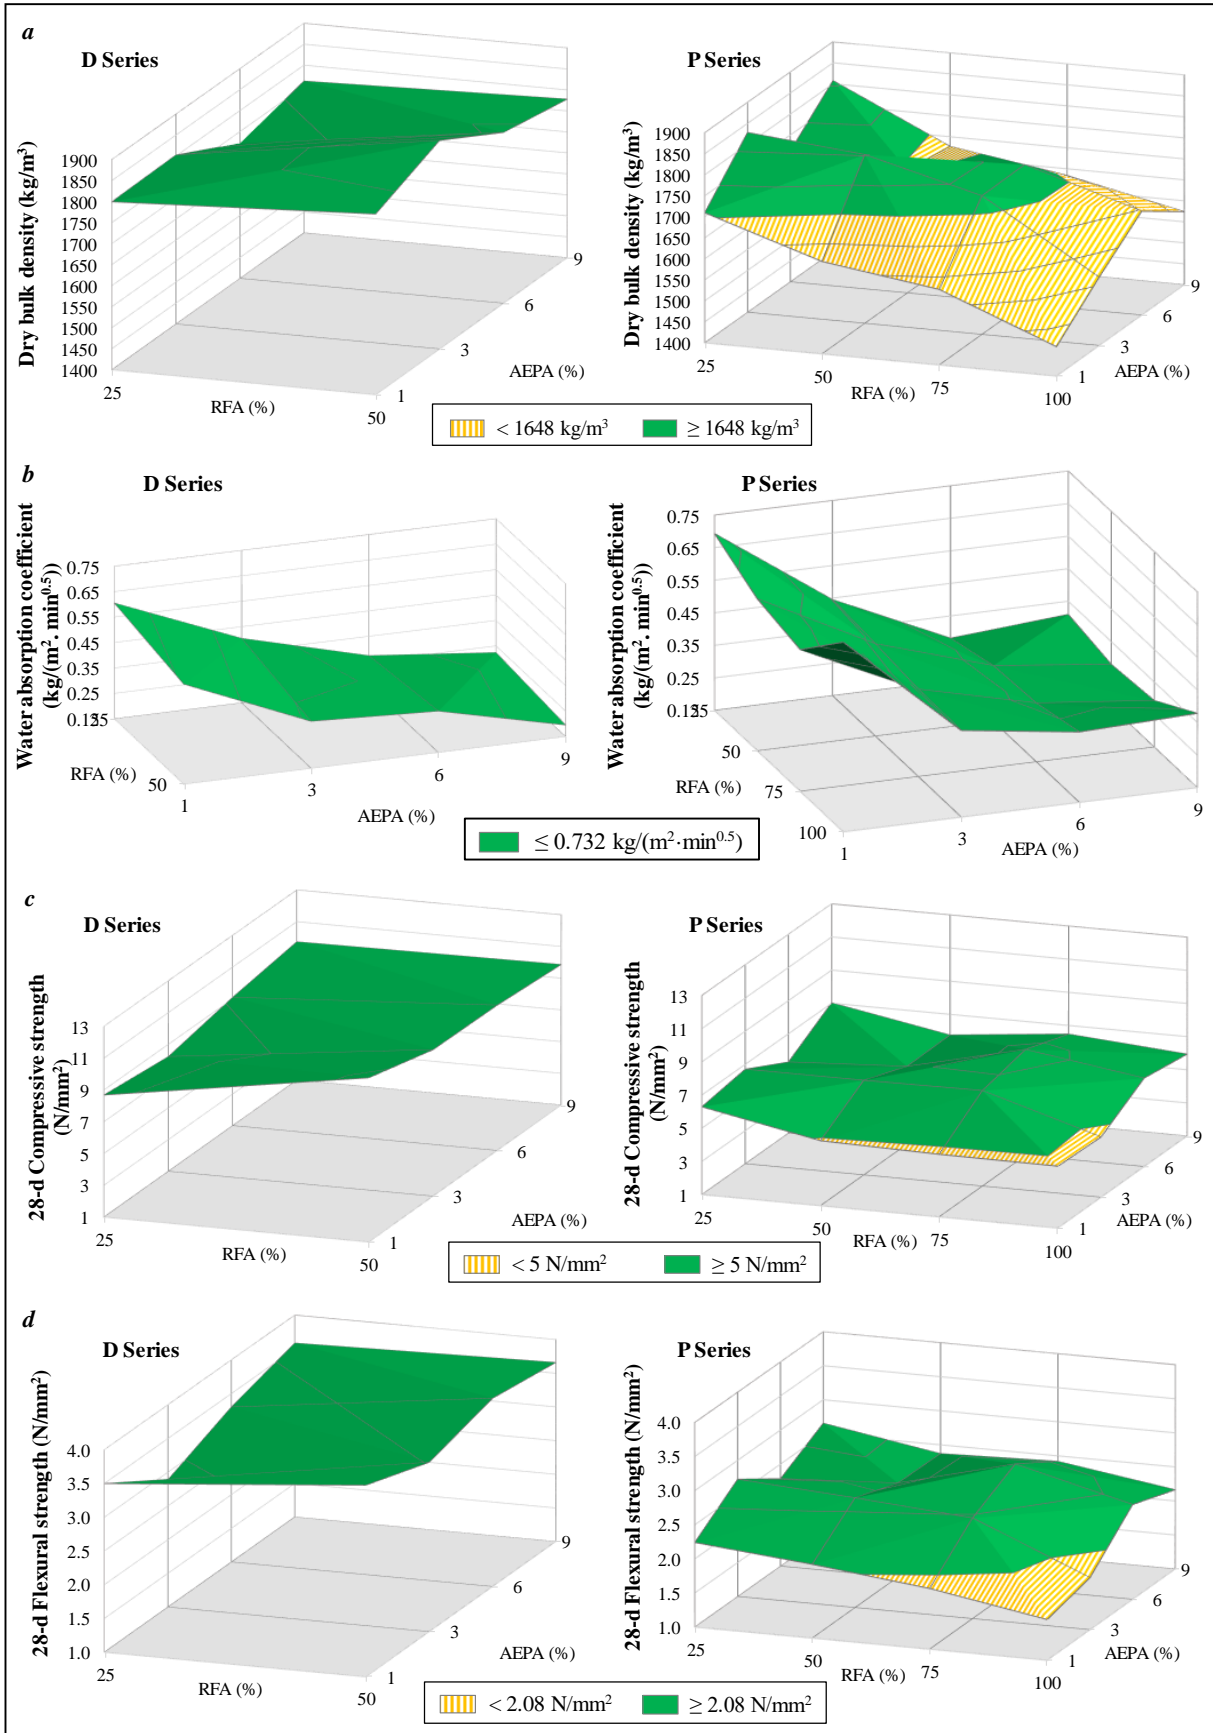 a
D Series
P Series
Dry bulk density (kg/m³)
1900
1850
1800
1750
1700
1650
1600
1550
1500
1450
1400
25
50
RFA (%)
1
3
6
9
AEPA (%)
Dry bulk density (kg/m³)
1900
1850
1800
1750
1700
1650
1600
1550
1500
1450
1400
25
50
75
100
RFA (%)
1
3
6
9
AEPA (%)
< 1648 kg/m³ ≥ 1648 kg/m³
b
D Series
P Series
Water absorption coefficient
(kg/(m². min⁰·⁵))
0.75
0.65
0.55
0.45
0.35
0.25
0.15
25
50
RFA (%)
1
3
6
9
AEPA (%)
Water absorption coefficient
(kg/(m². min⁰·⁵))
0.75
0.65
0.55
0.45
0.35
0.25
0.15
25
50
75
100
RFA (%)
1
3
6
9
AEPA (%)
≤ 0.732 kg/(m²·min⁰·⁵)
c
D Series
P Series
28-d Compressive strength
(N/mm²)
13
11
9
7
5
3
1
25
50
RFA (%)
1
3
6
9
AEPA (%)
28-d Compressive strength
(N/mm²)
13
11
9
7
5
3
1
25
50
75
100
RFA (%)
1
3
6
9
AEPA (%)
< 5 N/mm² ≥ 5 N/mm²
d
D Series
P Series
28-d Flexural strength (N/mm²)
4.0
3.5
3.0
2.5
2.0
1.5
1.0
25
50
RFA (%)
1
3
6
9
AEPA (%)
28-d Flexural strength (N/mm²)
4.0
3.5
3.0
2.5
2.0
1.5
1.0
25
50
75
100
RFA (%)
1
3
6
9
AEPA (%)
< 2.08 N/mm² ≥ 2.08 N/mm²